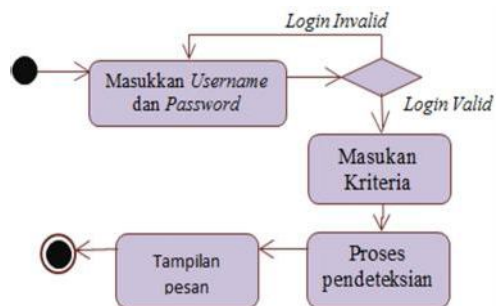 Login Invalid
Masukkan Username
dan Password
Login Valid
Masukan
Kriteria
Proses
pendeteksian
Tampilan
pesan